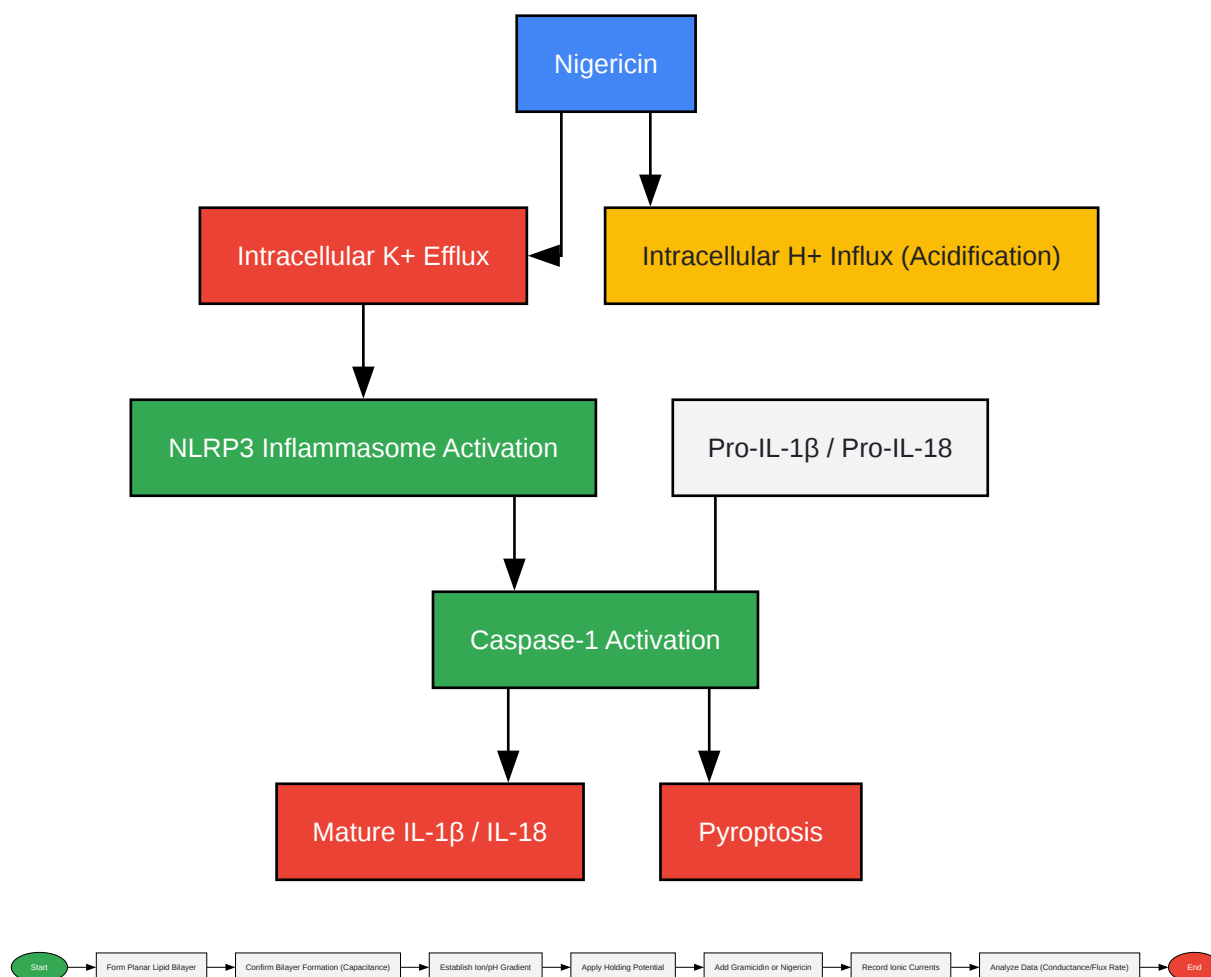 Nigericin
Intracellular K+ Efflux
Intracellular H+ Influx (Acidification)
NLRP3 Inflammasome Activation
Pro-IL-1β / Pro-IL-18
Caspase-1 Activation
Mature IL-1β / IL-18
Pyroptosis
Start
Form Planar Lipid Bilayer
Confirm Bilayer Formation (Capacitance)
Establish Ion/pH Gradient
Apply Holding Potential
Add Gramicidin or Nigericin
Record Ionic Currents
Analyze Data (Conductance/Flux Rate)
End